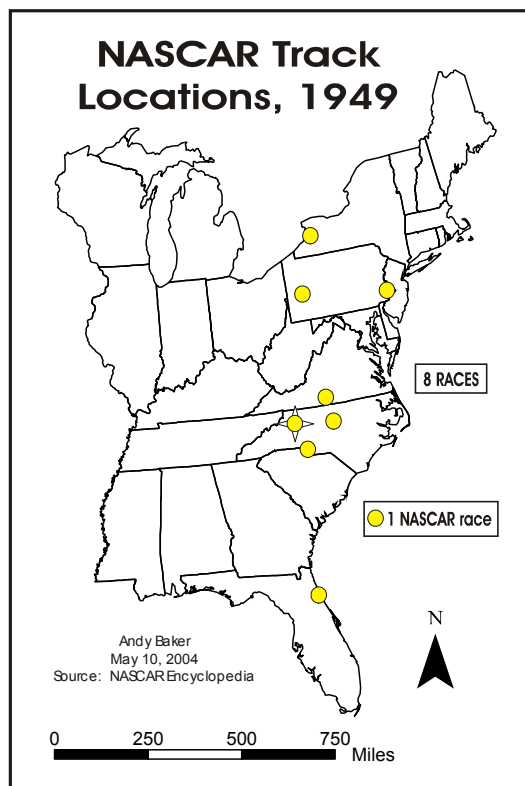 NASCAR Track
Locations, 1949
8 RACES
1 NASCAR race
N
Andy Baker
May 10, 2004
Source: NASCAR Encyclopedia
0 250 500 750
Miles